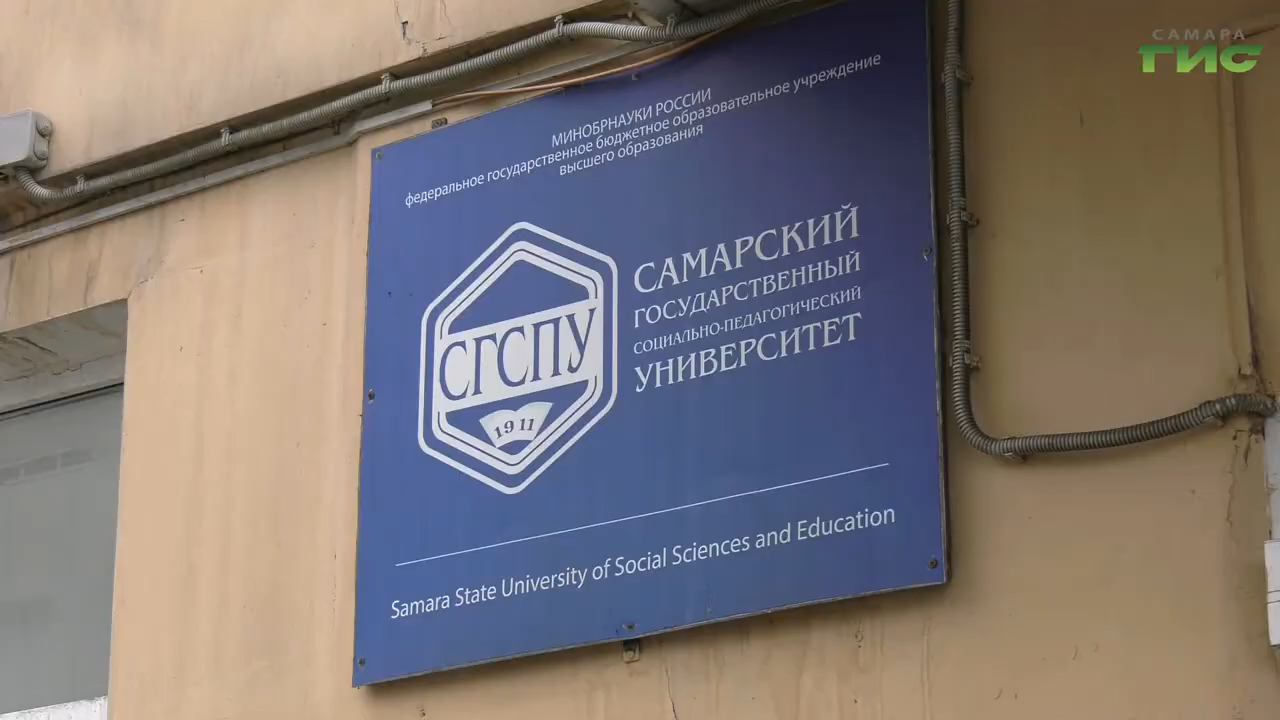 САМАРА
ГИС
МИНОБРНАУКИ РОССИИ
федеральное государственное бюджетное образовательное учреждение
высшего образования
САМАРСКИЙ
ГОСУДАРСТВЕННЫЙ
СОЦИАЛЬНО-ПЕДАГОГИЧЕСКИЙ
УНИВЕРСИТЕТ
СГСПУ
1911
Samara State University of Social Sciences and Education